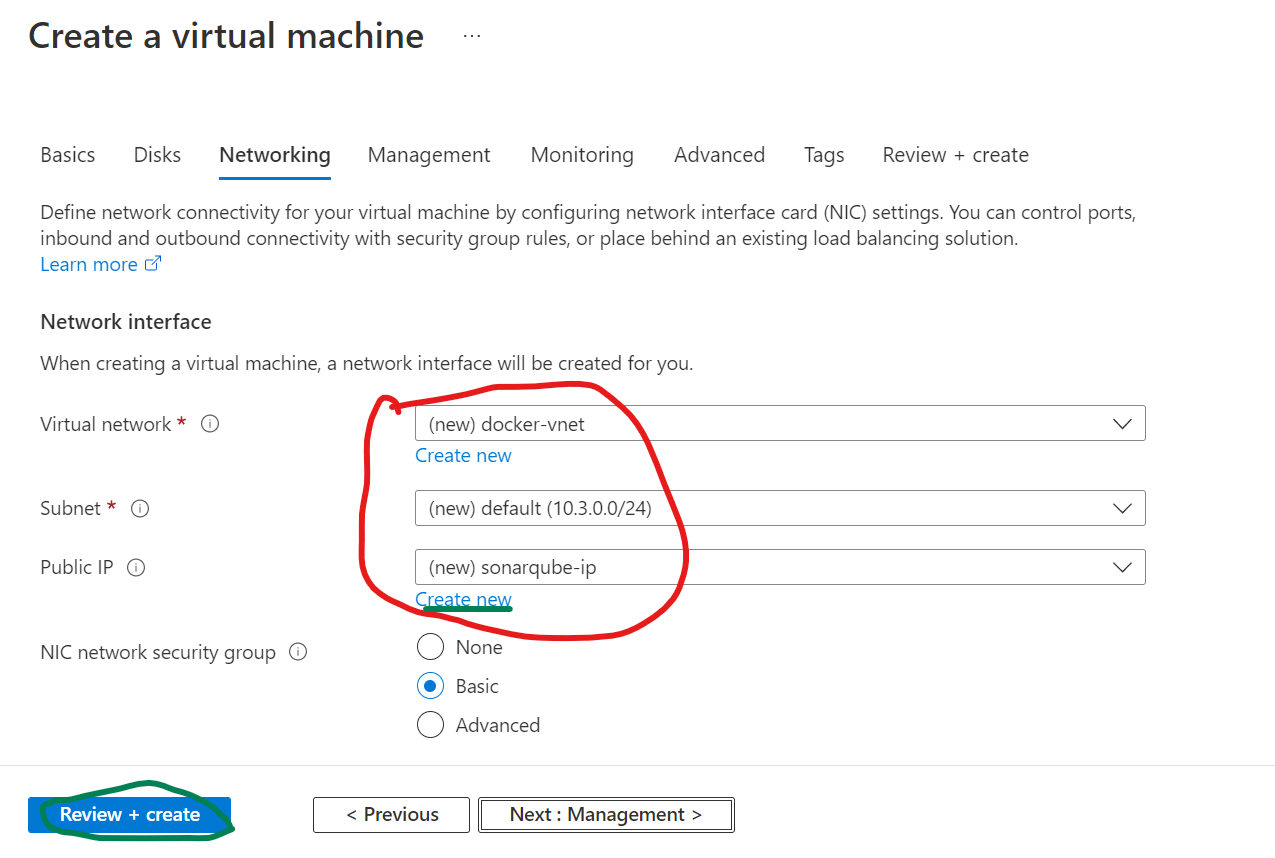 Create a virtual machine ...
Basics Disks Networking Management Monitoring Advanced Tags Review + create
Define network connectivity for your virtual machine by configuring network interface card (NIC) settings. You can control ports,
inbound and outbound connectivity with security group rules, or place behind an existing load balancing solution.
Learn more
Network interface
When creating a virtual machine, a network interface will be created for you.
Virtual network * (new) docker-vnet
Create new
Subnet * (new) default (10.3.0.0/24)
Public IP (new) sonarqube-ip
Create new
NIC network security group None
Basic
Advanced
Review + create < Previous Next : Management >